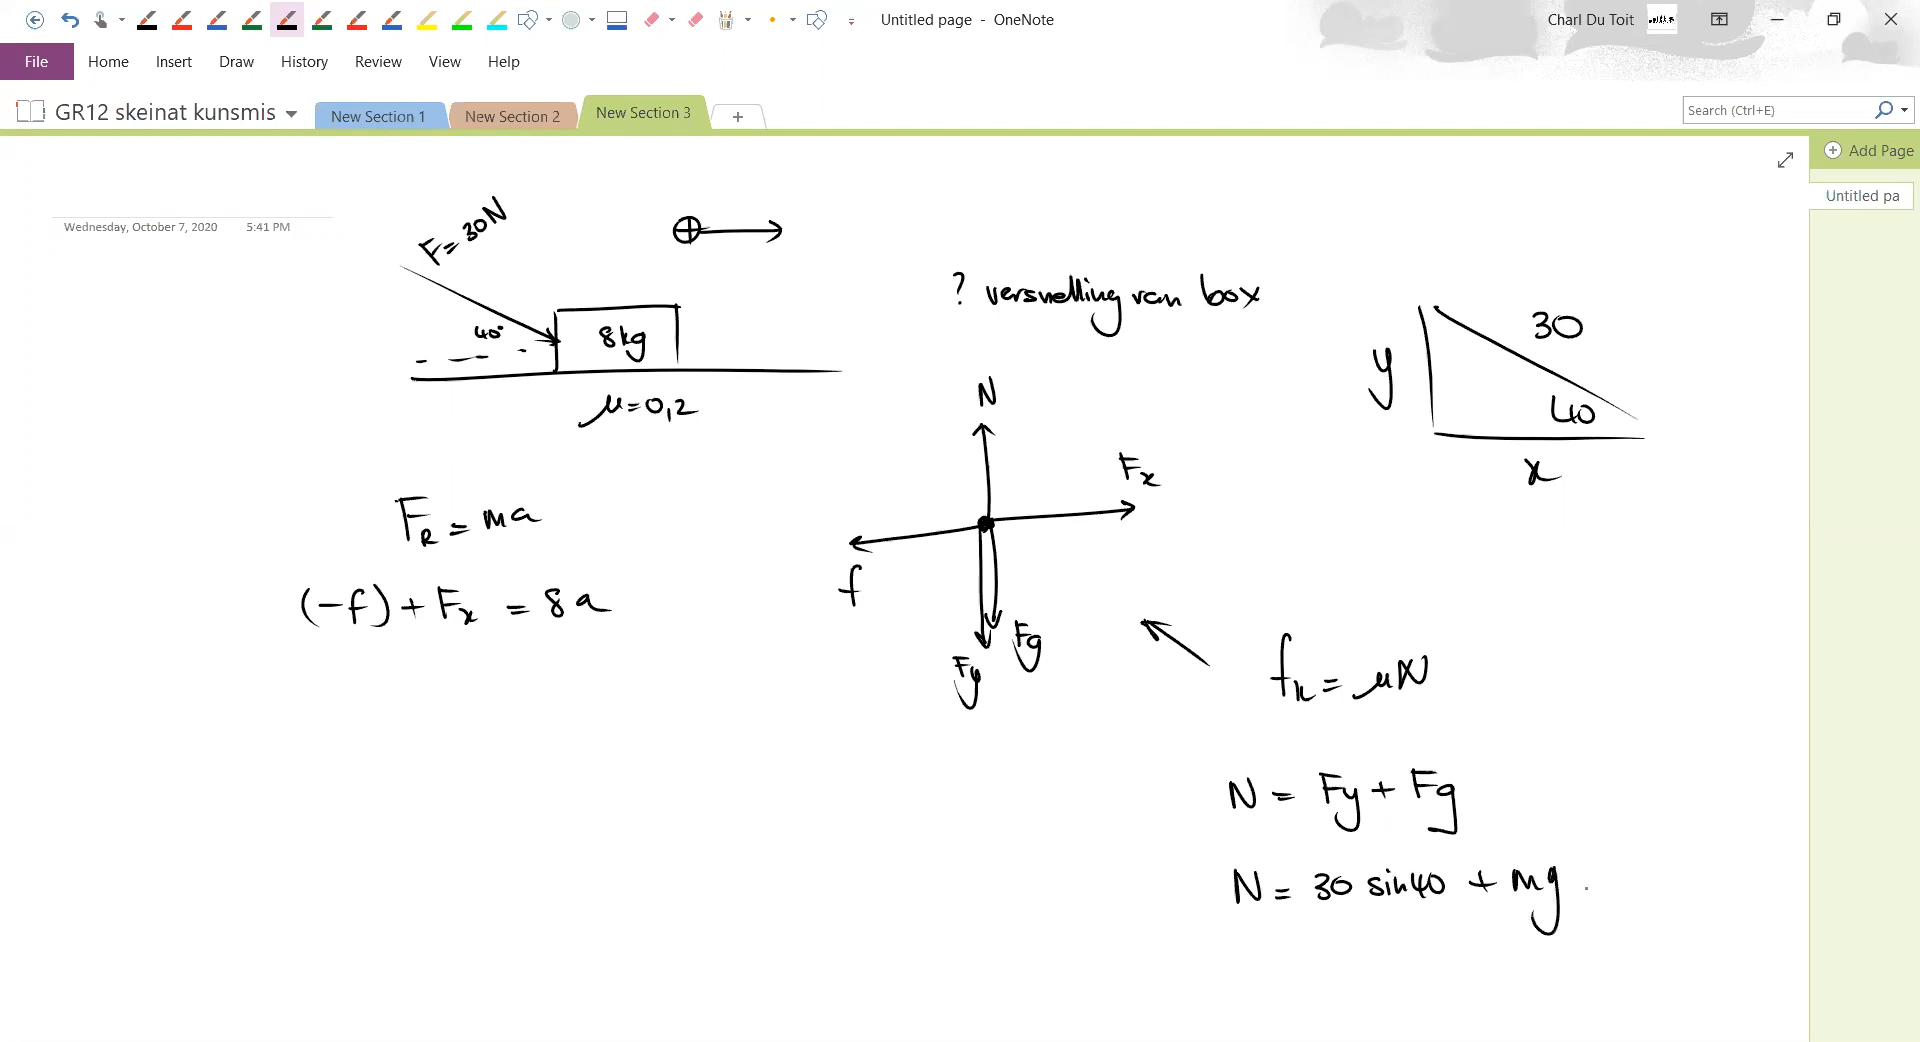 Untitled page - OneNote
Charl Du Toit
File Home Insert Draw History Review View Help
GR12 skeinat kunsmis
New Section 1
New Section 2
New Section 3
+
Search (Ctrl+E)
Add Page
Untitled pa
Wednesday, October 7, 2020 5:41 PM
F=30N
40°
8kg
μ=0,2
? versnelling van box
30
y
40
x
N
Fx
f
Fg
Fy
FR = ma
(-f) + Fx = 8a
fk = μN
N = Fy + Fg
N = 30 sin40 + mg